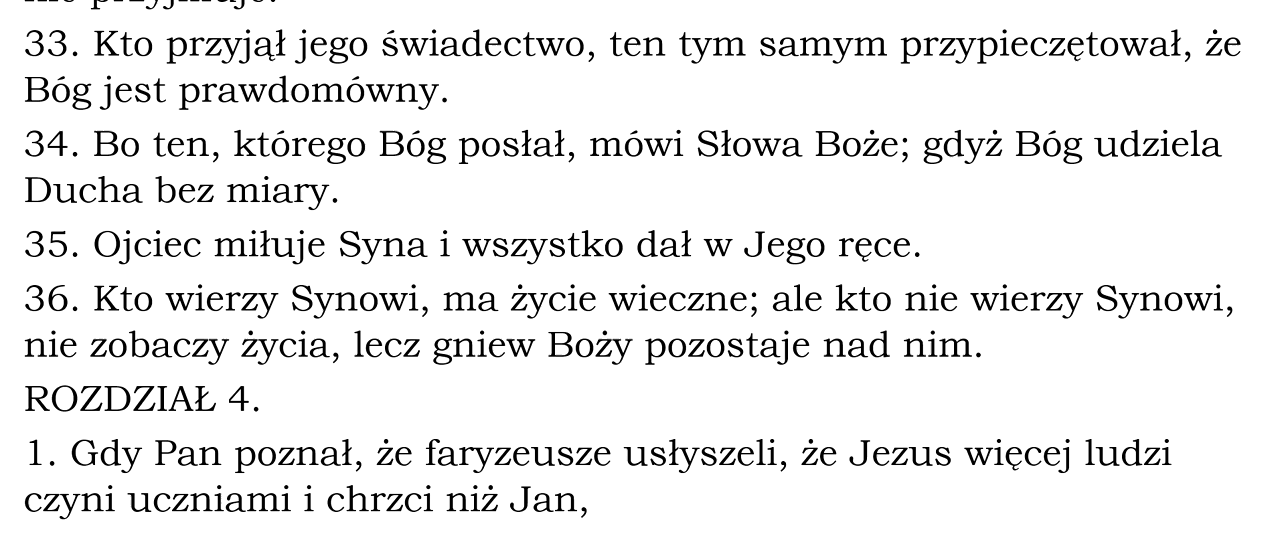 33. Kto przyjął jego świadectwo, ten tym samym przypieczętował, że
Bóg jest prawdomówny.
34. Bo ten, którego Bóg posłał, mówi Słowa Boże; gdyż Bóg udziela
Ducha bez miary.
35. Ojciec miłuje Syna i wszystko dał w Jego ręce.
36. Kto wierzy Synowi, ma życie wieczne; ale kto nie wierzy Synowi,
nie zobaczy życia, lecz gniew Boży pozostaje nad nim.
ROZDZIAŁ 4.
1. Gdy Pan poznał, że faryzeusze usłyszeli, że Jezus więcej ludzi
czyni uczniami i chrzci niż Jan,